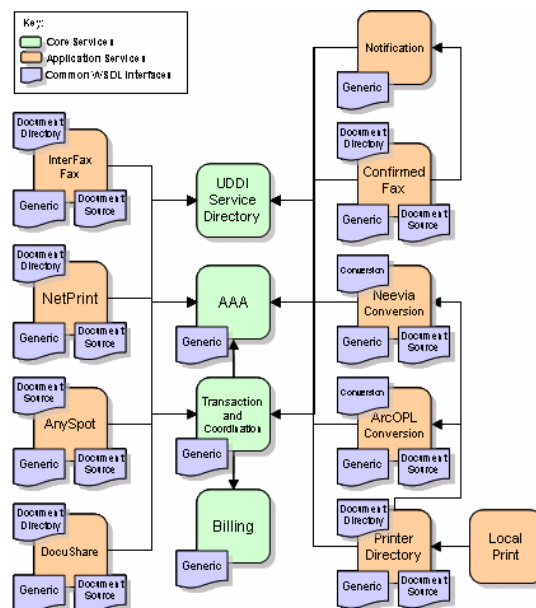 Key:
Core Services
Application Services
Common WSDL Interfaces
Notification
Generic
Document
Directory
InterFax
Fax
Generic
Document
Source
UDDI
Service
Directory
Document
Directory
Confirmed
Fax
Generic
Document
Source
Document
Directory
NetPrint
Generic
Document
Source
AAA
Generic
Conversion
Neevia
Conversion
Generic
Document
Source
Document
Source
AnySpot
Generic
Document
Source
Transaction
and
Coordination
Generic
Conversion
ArcOPL
Conversion
Generic
Document
Source
Document
Directory
DocuShare
Generic
Document
Source
Billing
Generic
Document
Directory
Printer
Directory
Generic
Document
Source
Local
Print